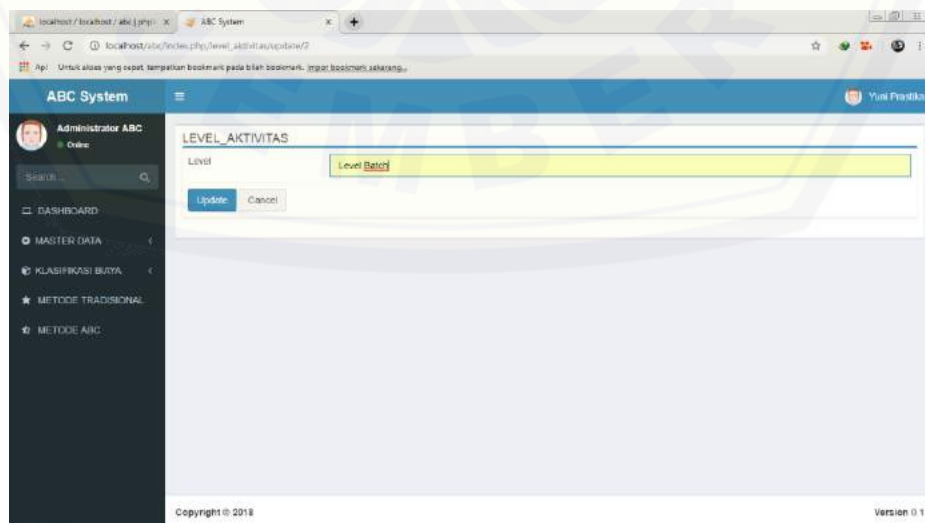 localhost / localhost / abc | php
ABC System
localhost/abc/index.php/level_aktivitas/update/2
Apl
Untuk akses yang cepat, tempatkan bookmark pada bilah bookmark. Impor bookmark sekarang...
ABC System
Yuni Prastika
Administrator ABC
Online
Search...
DASHBOARD
MASTER DATA
KLASIFIKASI BIAYA
METODE TRADISIONAL
METODE ABC
LEVEL_AKTIVITAS
Level
Level Batch
Update
Cancel
Copyright © 2018
Version 0.1
EMBER